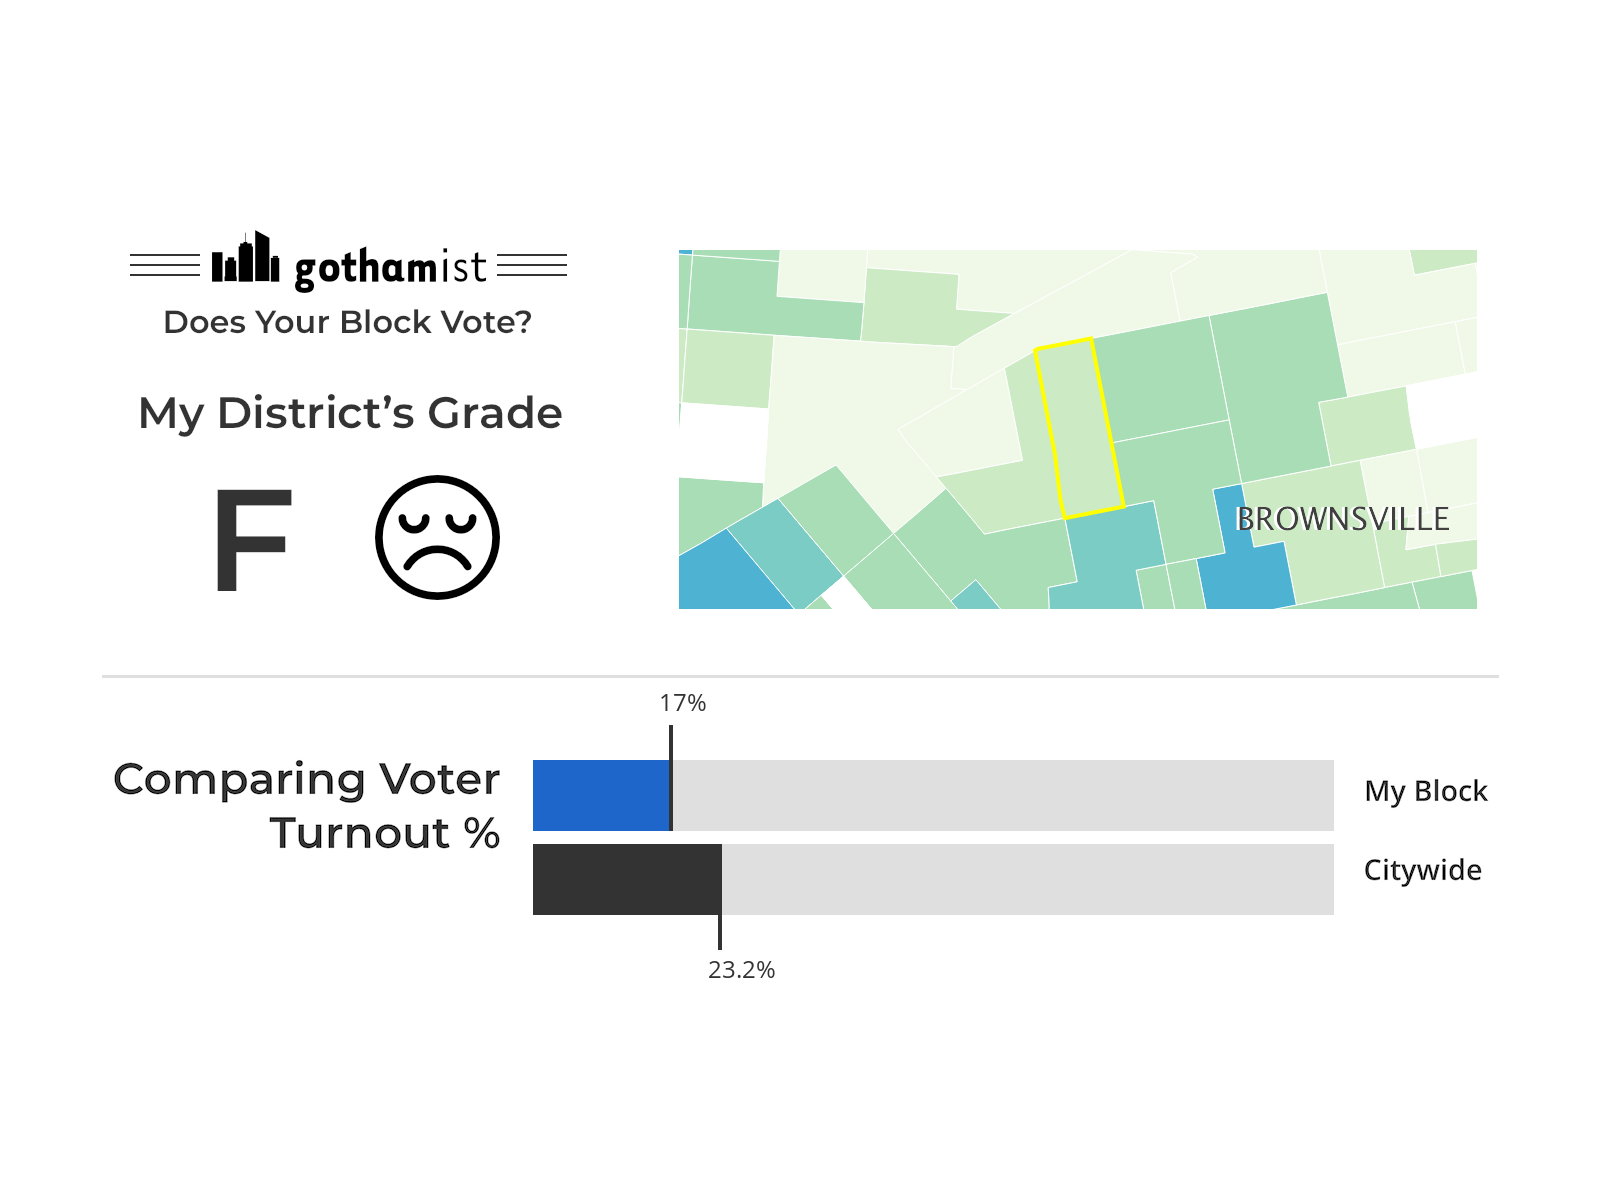 gothamist
Does Your Block Vote?
My District's Grade
F
BROWNSVILLE
17%
Comparing Voter
Turnout %
My Block
Citywide
23.2%